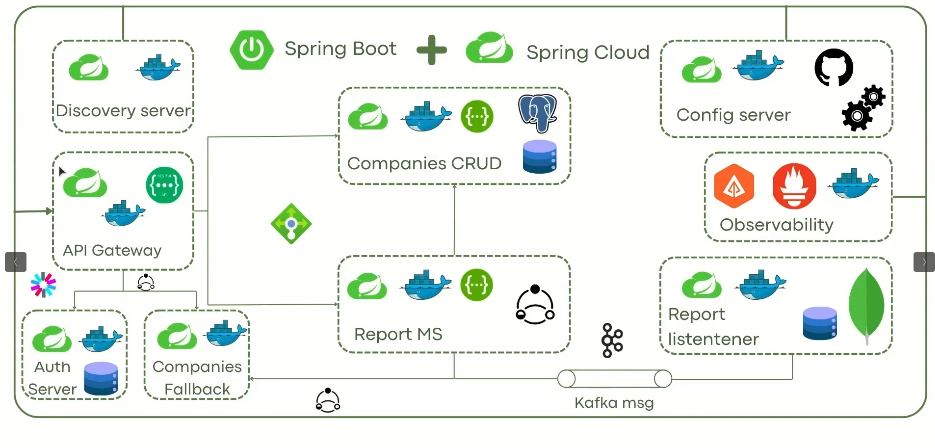 Spring Boot
Spring Cloud
Discovery server
Config server
Companies CRUD
API Gateway
Observability
Report MS
Report
listentener
Auth
Server
Companies
Fallback
Kafka msg